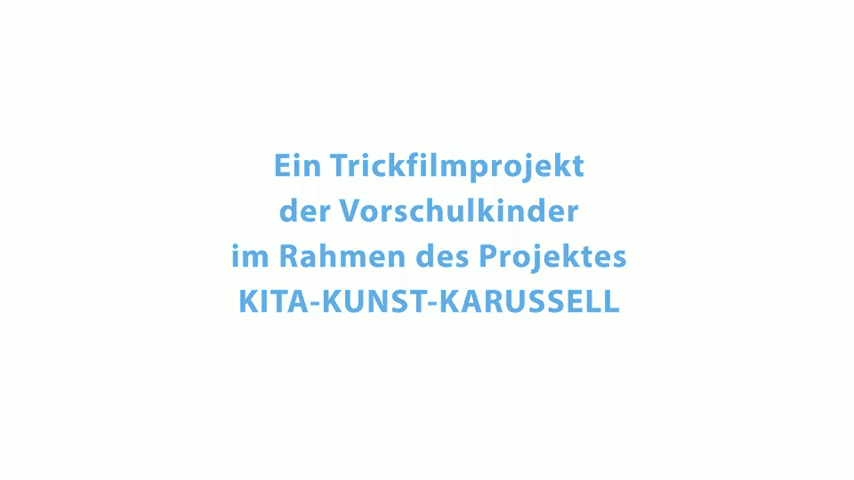 Ein Trickfilmprojekt
der Vorschulkinder
im Rahmen des Projektes
KITA-KUNST-KARUSSELL